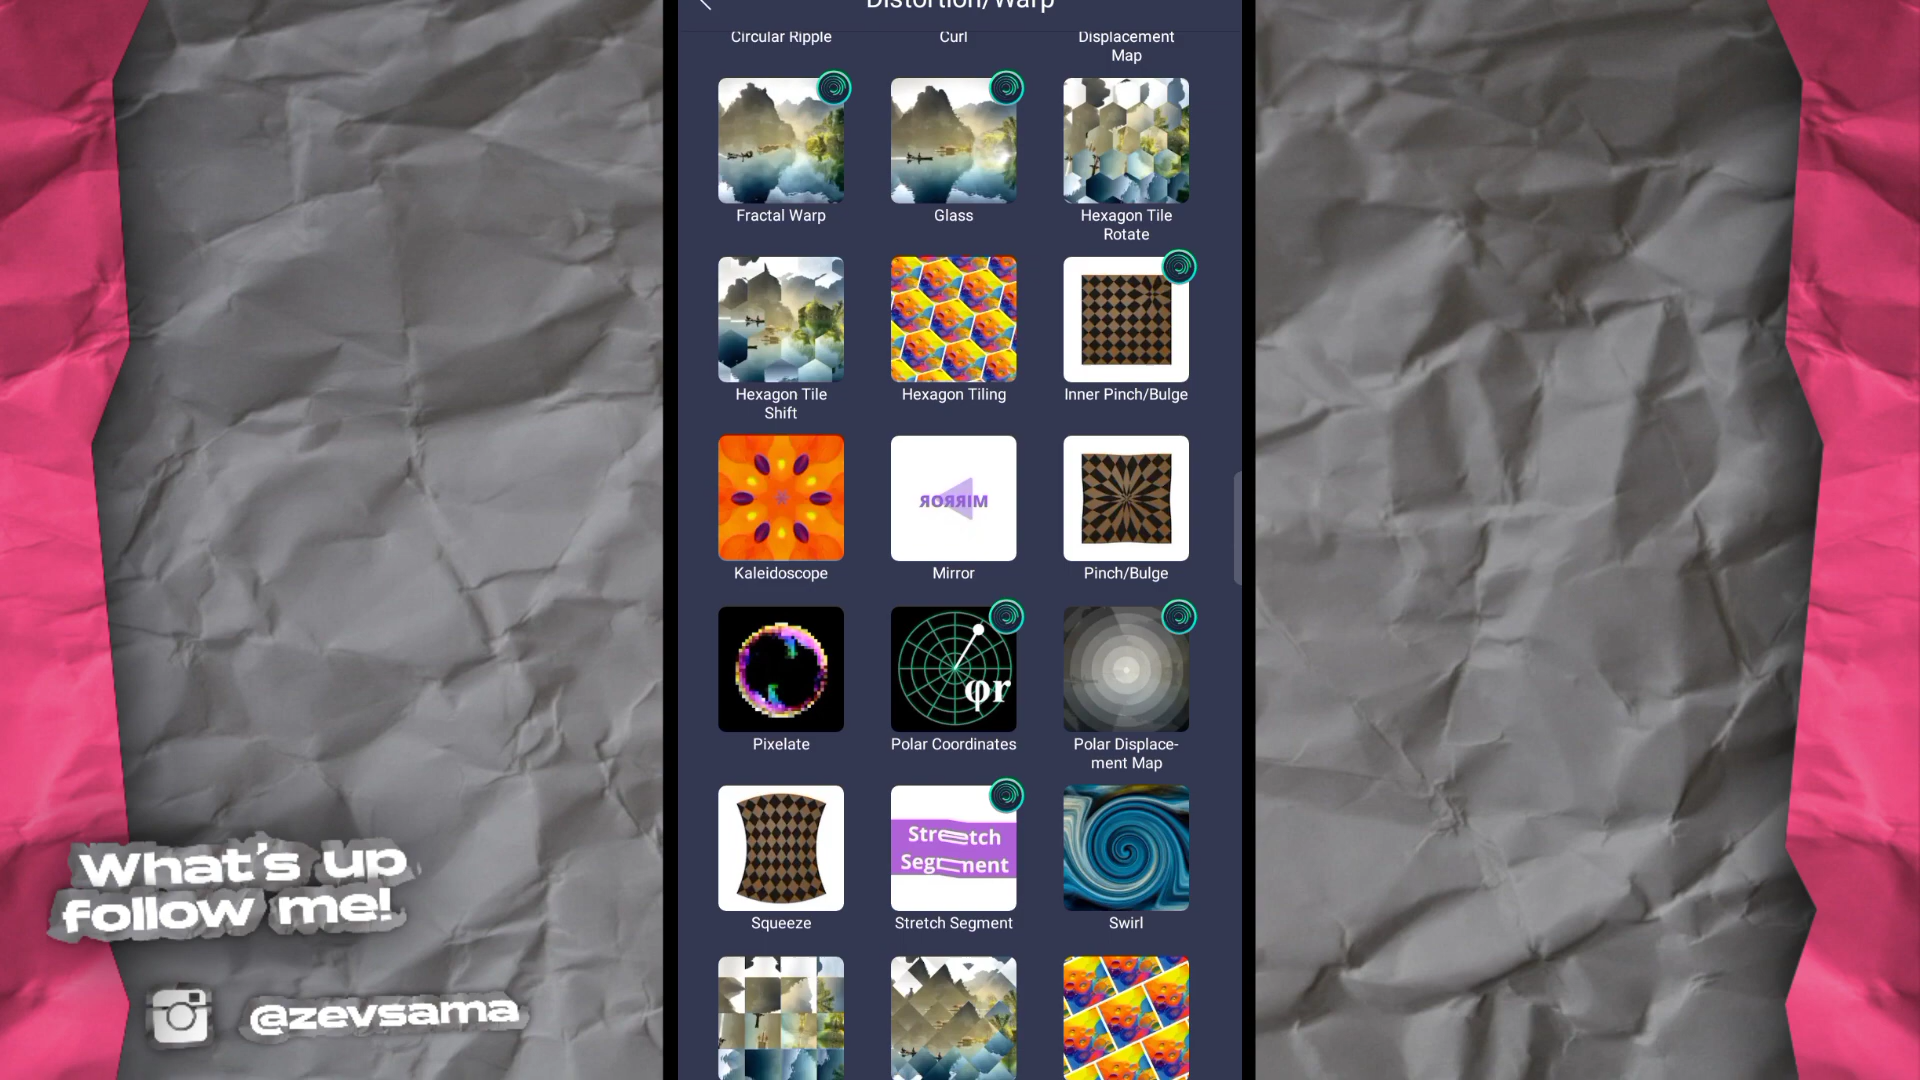 Distortion/Warp
Circular Ripple
Curl
Displacement
Map
Fractal Warp
Glass
Hexagon Tile
Rotate
Hexagon Tile
Shift
Hexagon Tiling
Inner Pinch/Bulge
Kaleidoscope
MIRROR
Mirror
Pinch/Bulge
Pixelate
φr
Polar Coordinates
Polar Displace-
ment Map
Squeeze
Stretch
Segment
Stretch Segment
Swirl
What's up
follow me!
@zevsama